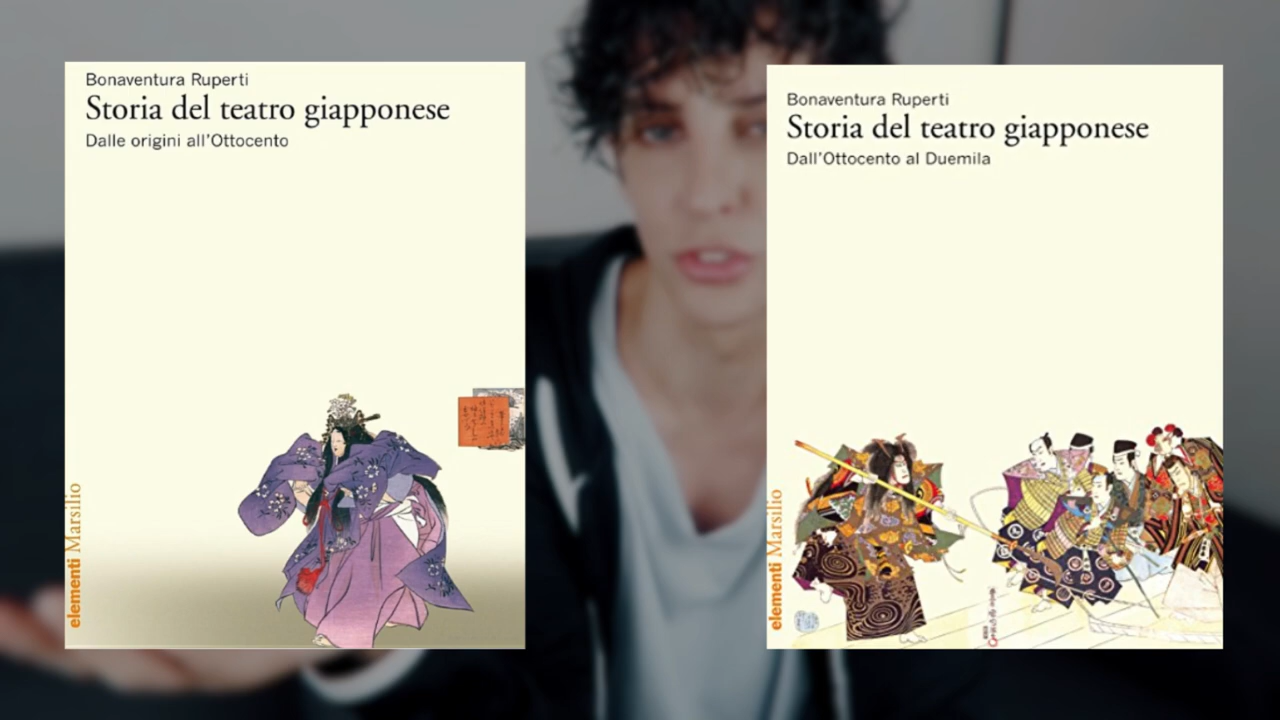 Bonaventura Ruperti
Storia del teatro giapponese
Dalle origini all'Ottocento
elementi Marsilio
Bonaventura Ruperti
Storia del teatro giapponese
Dall'Ottocento al Duemila
elementi Marsilio